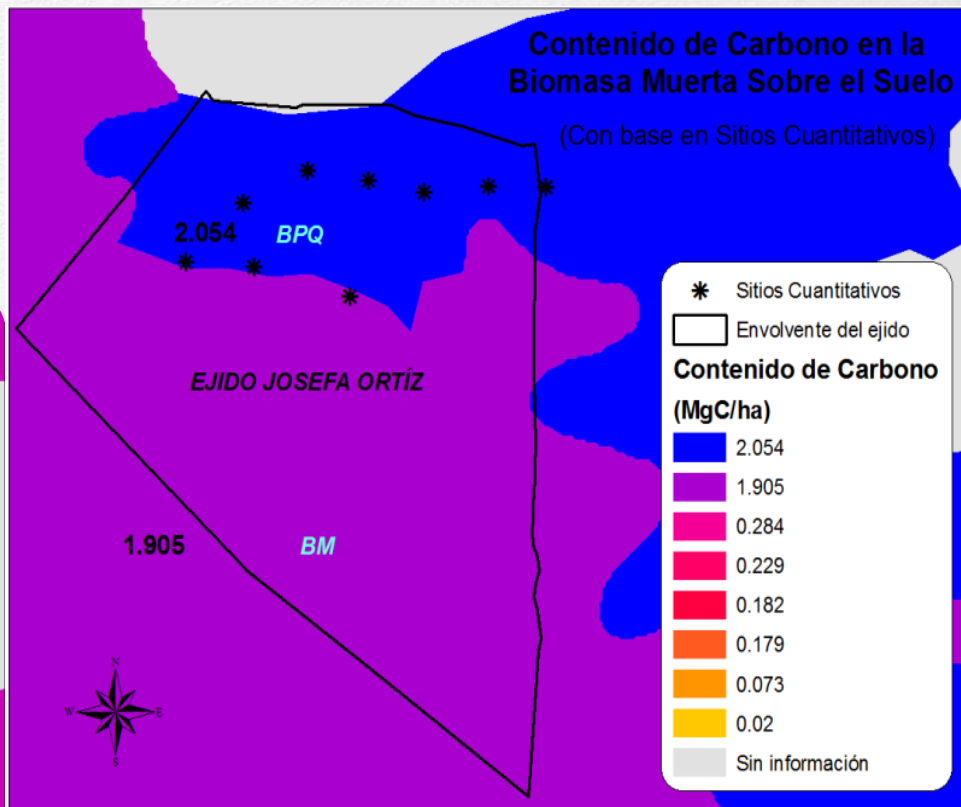 Contenido de Carbono en la
Biomasa Muerta Sobre el Suelo
(Con base en Sitios Cuantitativos)
2.054
BPQ
EJIDO JOSEFA ORTÍZ
1.905
BM
N
W
E
S
Sitios Cuantitativos
Envolvente del ejido
Contenido de Carbono
(MgC/ha)
2.054
1.905
0.284
0.229
0.182
0.179
0.073
0.02
Sin información